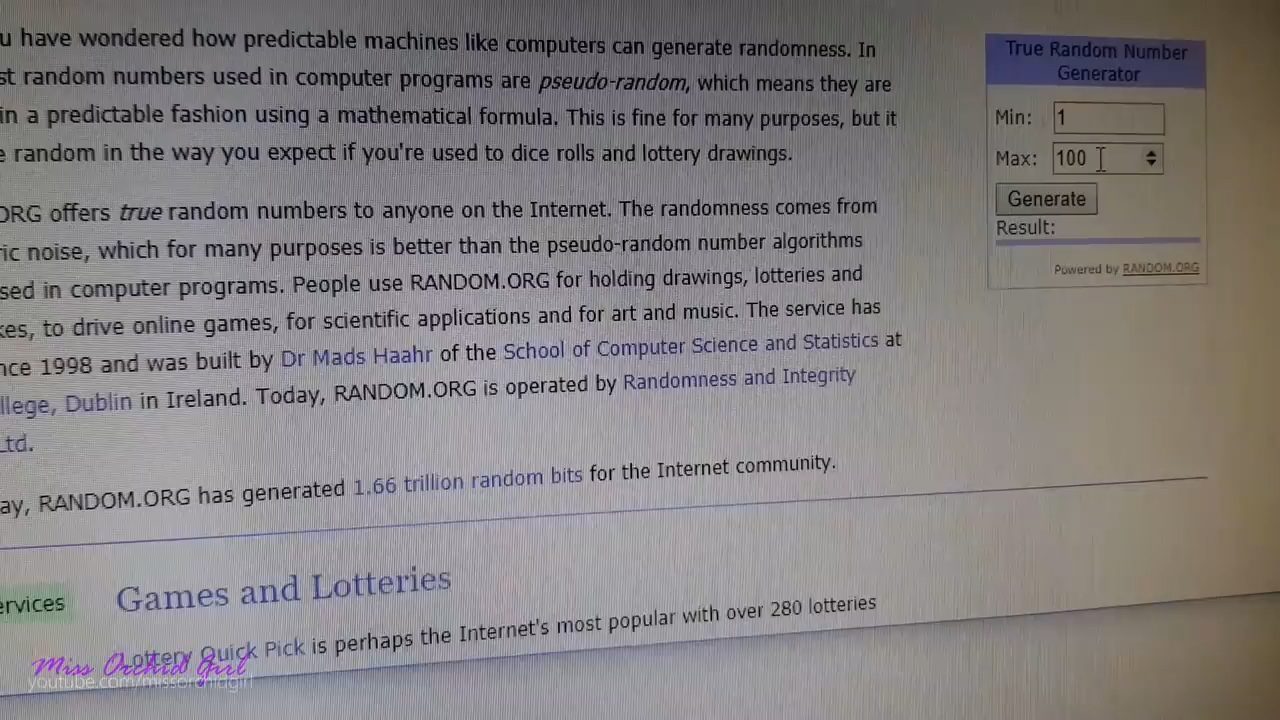 u have wondered how predictable machines like computers can generate randomness. In
st random numbers used in computer programs are pseudo-random, which means they are
in a predictable fashion using a mathematical formula. This is fine for many purposes, but it
e random in the way you expect if you're used to dice rolls and lottery drawings.
ORG offers true random numbers to anyone on the Internet. The randomness comes from
ric noise, which for many purposes is better than the pseudo-random number algorithms
sed in computer programs. People use RANDOM.ORG for holding drawings, lotteries and
kes, to drive online games, for scientific applications and for art and music. The service has
nce 1998 and was built by Dr Mads Haahr of the School of Computer Science and Statistics at
llege, Dublin in Ireland. Today, RANDOM.ORG is operated by Randomness and Integrity
Ltd.
ay, RANDOM.ORG has generated 1.66 trillion random bits for the Internet community.
True Random Number
Generator
Min: 1
Max: 100
Generate
Result:
Powered by RANDOM.ORG
ervices
Games and Lotteries
Lottery Quick Pick is perhaps the Internet's most popular with over 280 lotteries
Miss Orchid Girl
youtube.com/missorchidgirl